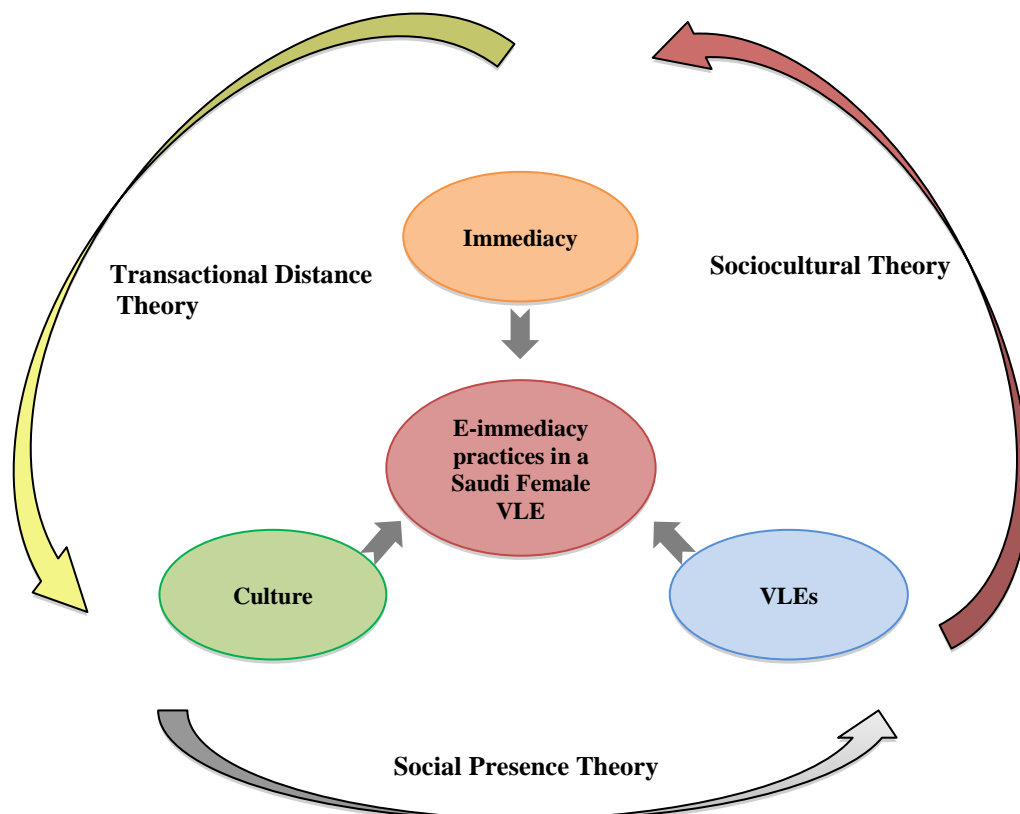 Immediacy
Transactional Distance
Theory
Sociocultural Theory
E-immediacy
practices in a
Saudi Female
VLE
Culture
VLEs
Social Presence Theory